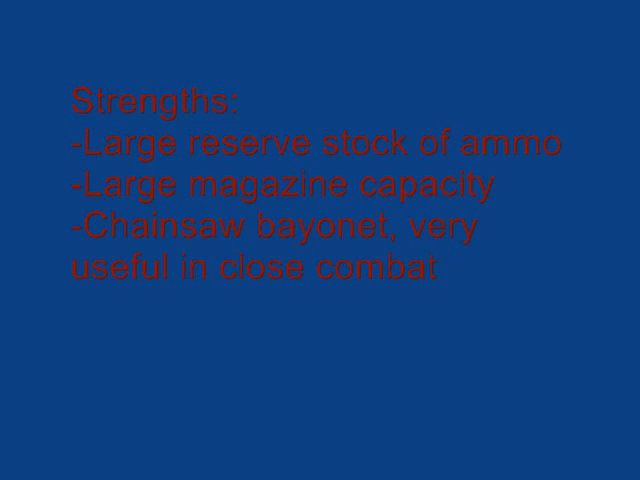 Strengths:
-Large reserve stock of ammo
-Large magazine capacity
-Chainsaw bayonet, very
useful in close combat